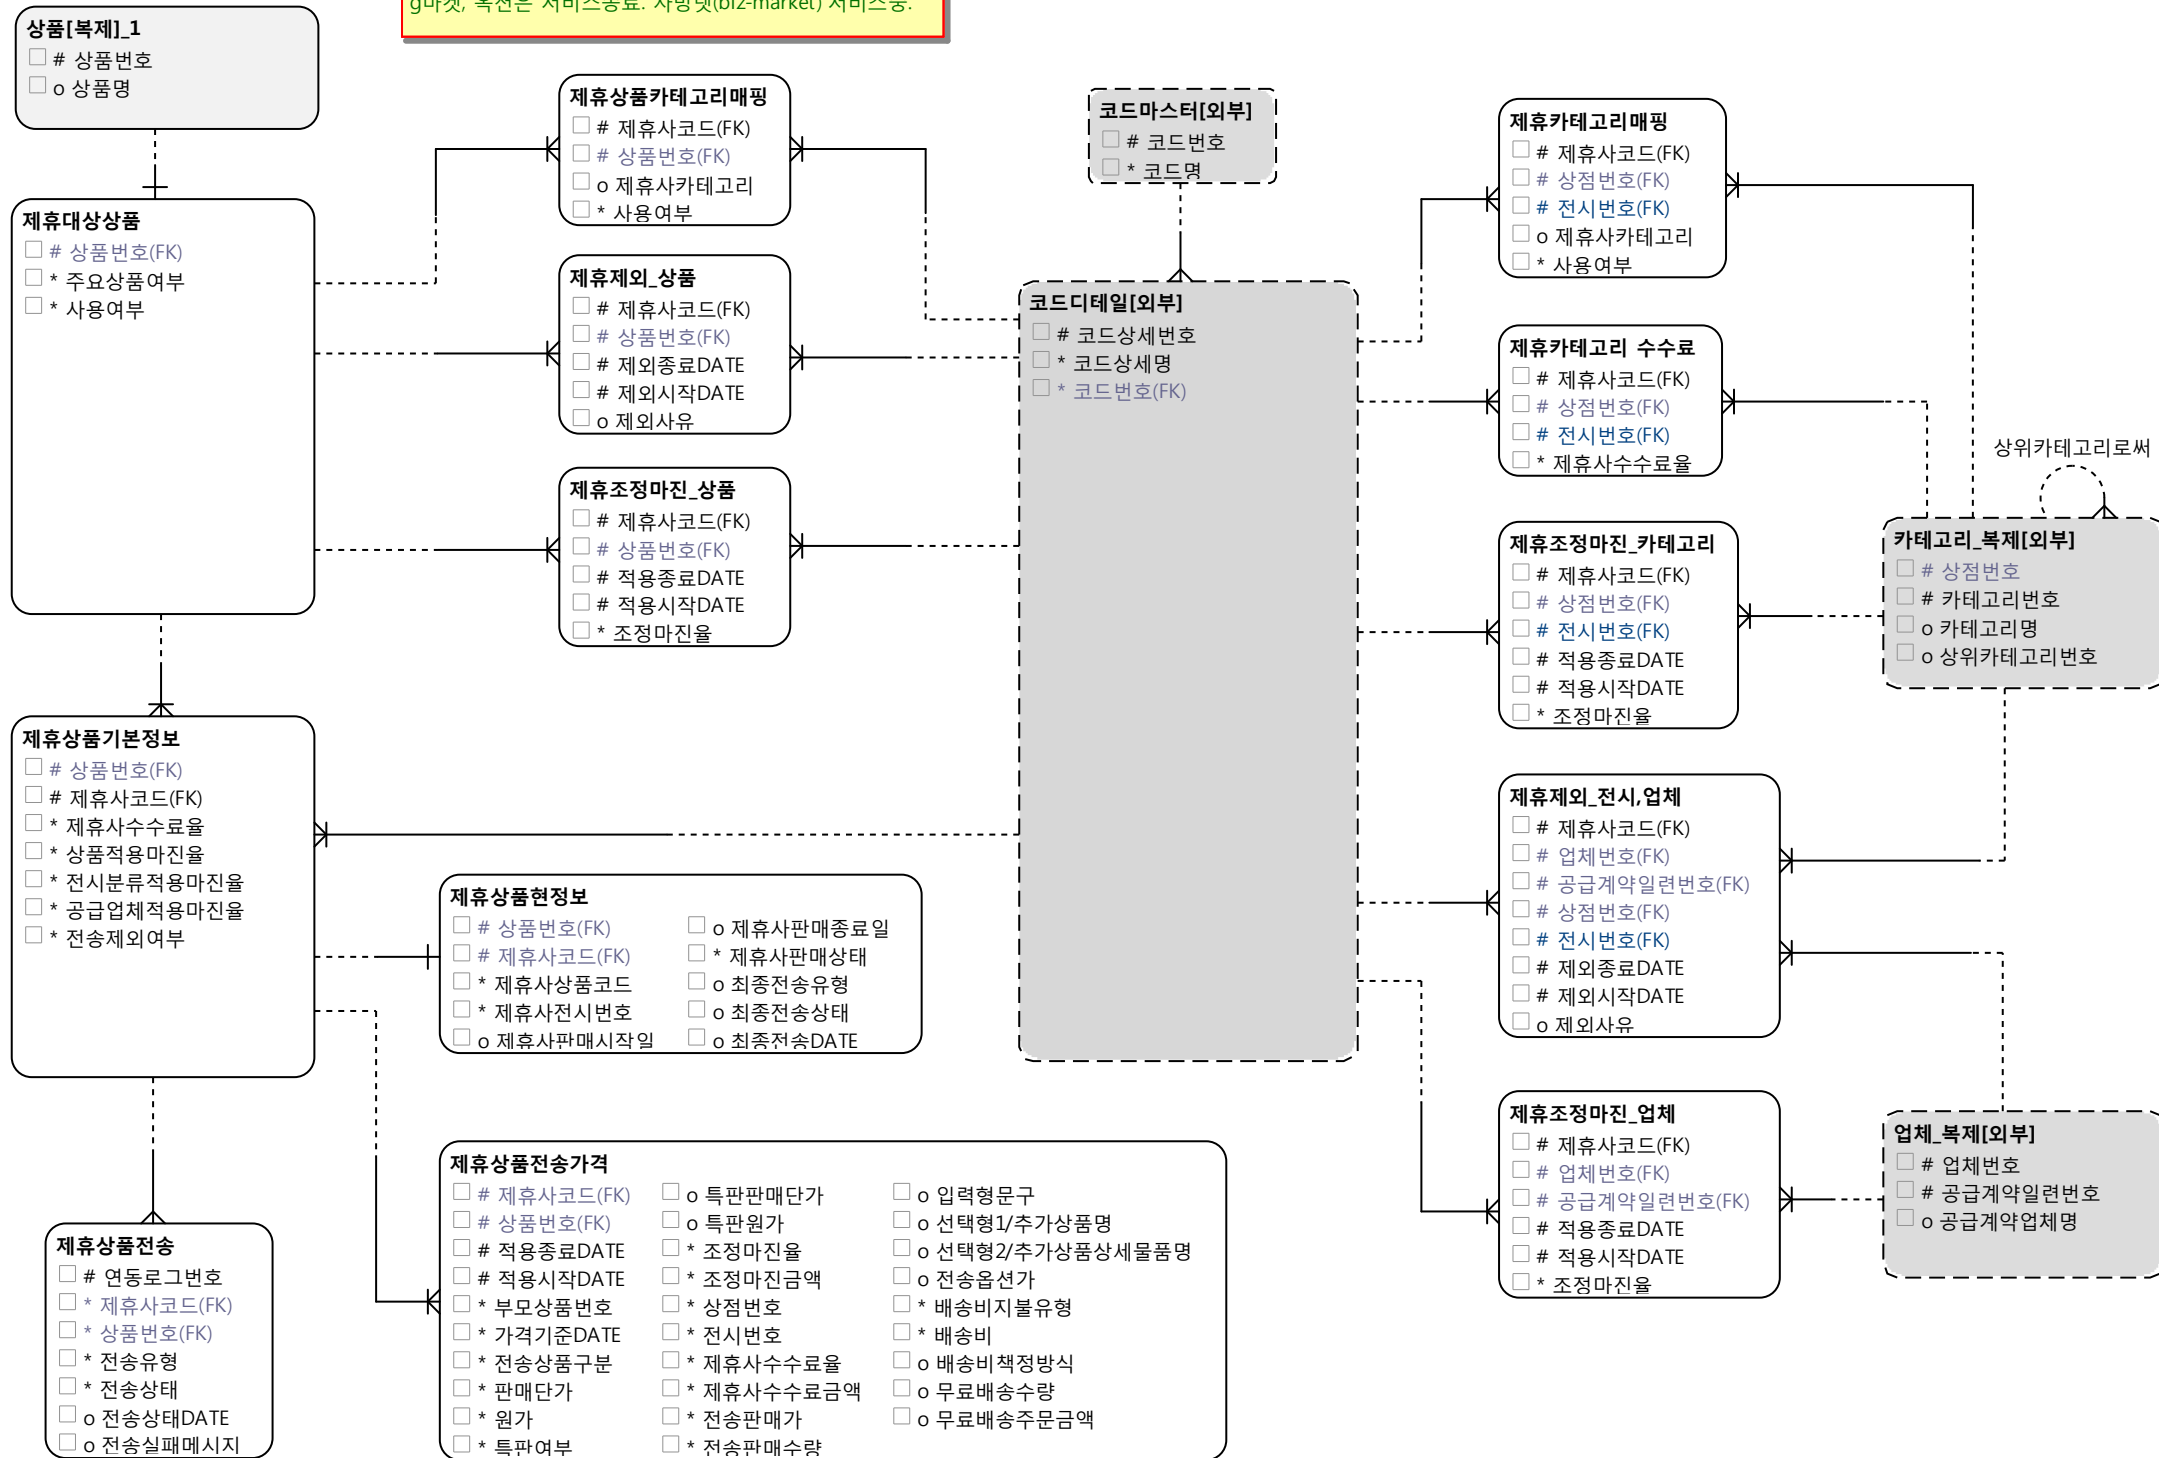 g마켓, 옥션은 서비스종료. 사방넷(biz-market) 서비스중.
상품[복제]_1
# 상품번호
o 상품명
제휴대상상품
# 상품번호(FK)
* 주요상품여부
* 사용여부
제휴상품기본정보
# 상품번호(FK)
# 제휴사코드(FK)
* 제휴사수수료율
* 상품적용마진율
* 전시분류적용마진율
* 공급업체적용마진율
* 전송제외여부
제휴상품전송
# 연동로그번호
* 제휴사코드(FK)
* 상품번호(FK)
* 전송유형
* 전송상태
o 전송상태DATE
o 전송실패메시지
제휴상품카테고리매핑
# 제휴사코드(FK)
# 상품번호(FK)
o 제휴사카테고리
* 사용여부
제휴제외_상품
# 제휴사코드(FK)
# 상품번호(FK)
# 제외종료DATE
# 제외시작DATE
o 제외사유
제휴조정마진_상품
# 제휴사코드(FK)
# 상품번호(FK)
# 적용종료DATE
# 적용시작DATE
* 조정마진율
제휴상품현정보
# 상품번호(FK)
# 제휴사코드(FK)
* 제휴사상품코드
* 제휴사전시번호
o 제휴사판매시작일
o 제휴사판매종료일
* 제휴사판매상태
o 최종전송유형
o 최종전송상태
o 최종전송DATE
제휴상품전송가격
# 제휴사코드(FK)
# 상품번호(FK)
# 적용종료DATE
# 적용시작DATE
* 부모상품번호
* 가격기준DATE
* 전송상품구분
* 판매단가
* 원가
* 특판여부
o 특판판매단가
o 특판원가
* 조정마진율
* 조정마진금액
* 상점번호
* 전시번호
* 제휴사수수료율
* 제휴사수수료금액
* 전송판매가
* 전송판매수량
o 입력형문구
o 선택형1/추가상품명
o 선택형2/추가상품상세물품명
o 전송옵션가
* 배송비지불유형
* 배송비
o 배송비책정방식
o 무료배송수량
o 무료배송주문금액
코드마스터[외부]
# 코드번호
* 코드명
코드디테일[외부]
# 코드상세번호
* 코드상세명
* 코드번호(FK)
제휴카테고리매핑
# 제휴사코드(FK)
# 상점번호(FK)
# 전시번호(FK)
o 제휴사카테고리
* 사용여부
제휴카테고리 수수료
# 제휴사코드(FK)
# 상점번호(FK)
# 전시번호(FK)
* 제휴사수수료율
제휴조정마진_카테고리
# 제휴사코드(FK)
# 상점번호(FK)
# 전시번호(FK)
# 적용종료DATE
# 적용시작DATE
* 조정마진율
제휴제외_전시,업체
# 제휴사코드(FK)
# 업체번호(FK)
# 공급계약일련번호(FK)
# 상점번호(FK)
# 전시번호(FK)
# 제외종료DATE
# 제외시작DATE
o 제외사유
제휴조정마진_업체
# 제휴사코드(FK)
# 업체번호(FK)
# 공급계약일련번호(FK)
# 적용종료DATE
# 적용시작DATE
* 조정마진율
상위카테고리로써
카테고리_복제[외부]
# 상점번호
# 카테고리번호
o 카테고리명
o 상위카테고리번호
업체_복제[외부]
# 업체번호
# 공급계약일련번호
o 공급계약업체명